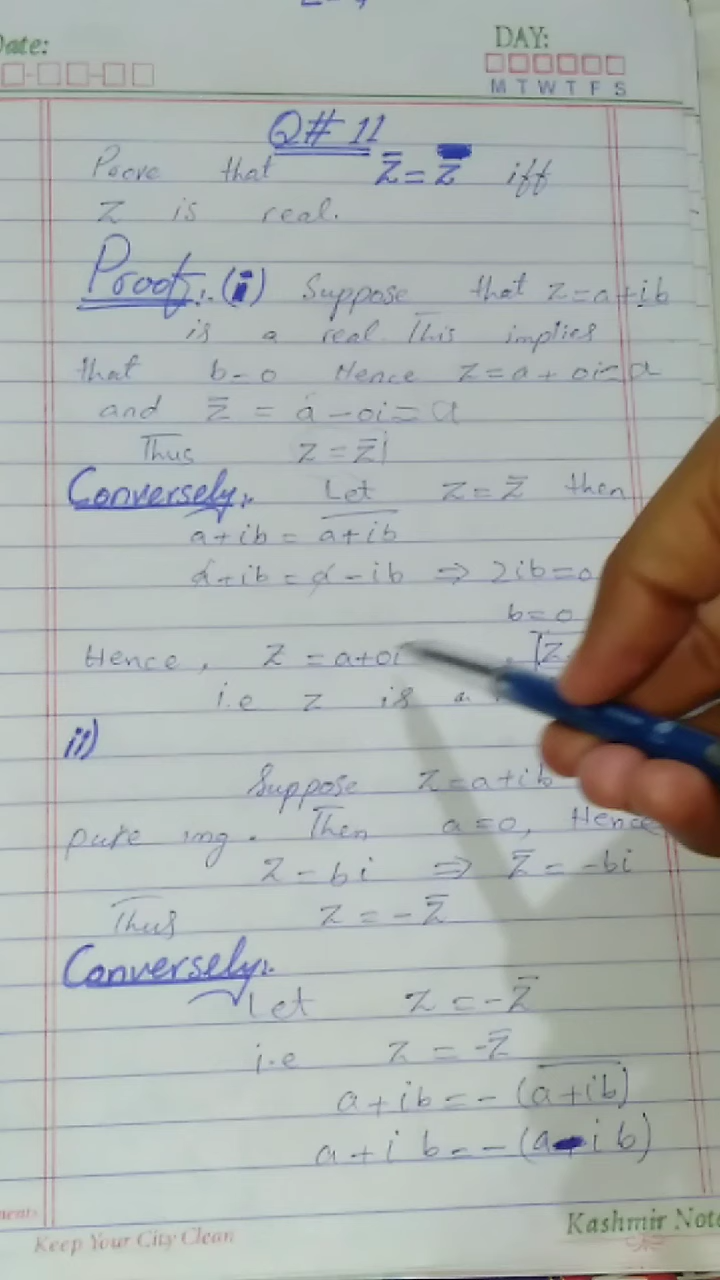 Date:
DAY:
M T W T F S
Q# 11
Prove that z̄ = z̄ iff
Z is real.
Proof:. (i) Suppose that z = a+ib
is a real. This implies
that b=0 Hence z=a+0i=a
and z̄ = a-0i=a
Thus z = z̄
Conversely:. Let z = z̄ then
a+ib = \overline{a+ib}
a+ib = a-ib ⇒ 2ib=0
b=0
Hence, z = a+0i
i.e z is a
ii)
Suppose z=a+ib
pure img. Then a=0, Hence
z=bi ⇒ z̄ = -bi
Thus z = -z̄
Conversely:.
Let z = -z̄
i.e z = -z̄
a+ib = -(\overline{a+ib})
a+ib = -(a-ib)
Keep Your City Clean
Kashmir Note